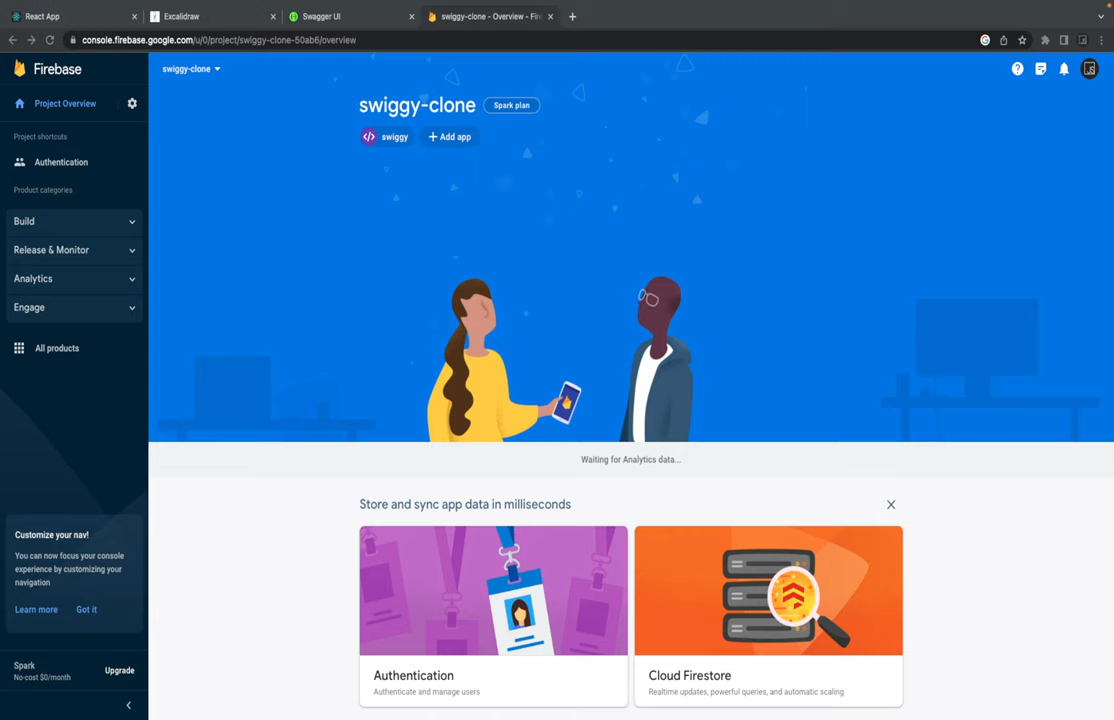 React App
Excalidraw
Swagger UI
swiggy-clone - Overview - Fire
console.firebase.google.com/u/0/project/swiggy-clone-50ab6/overview
Firebase
swiggy-clone
Project Overview
swiggy-clone
Spark plan
swiggy
Add app
Project shortcuts
Authentication
Product categories
Build
Release & Monitor
Analytics
Engage
All products
Waiting for Analytics data...
Store and sync app data in milliseconds
Customize your nav!
You can now focus your console
experience by customizing your
navigation
Learn more
Got it
Authentication
Authenticate and manage users
Cloud Firestore
Realtime updates, powerful queries, and automatic scaling
Spark
No-cost $0/month
Upgrade